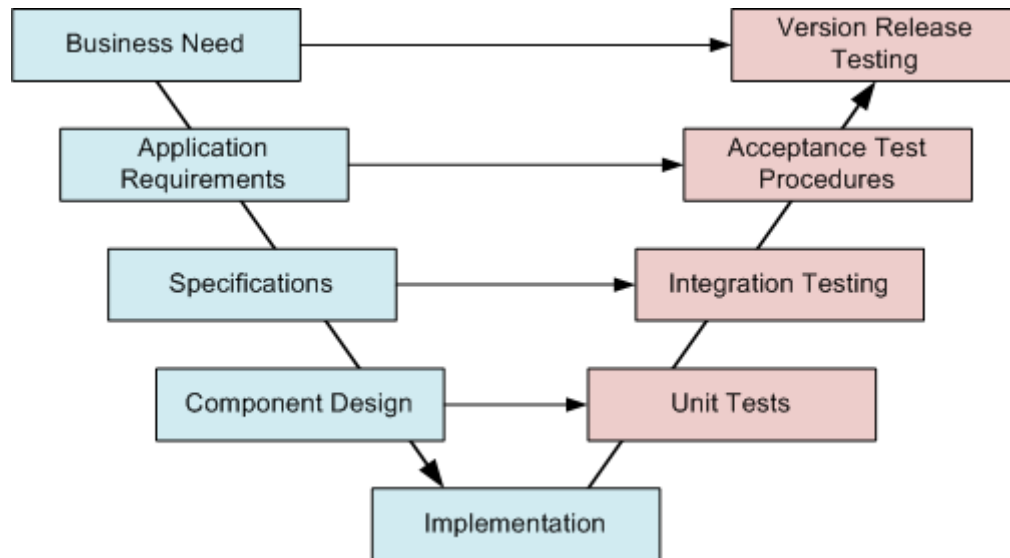 Business Need
Version Release
Testing
Application
Requirements
Acceptance Test
Procedures
Specifications
Integration Testing
Component Design
Unit Tests
Implementation